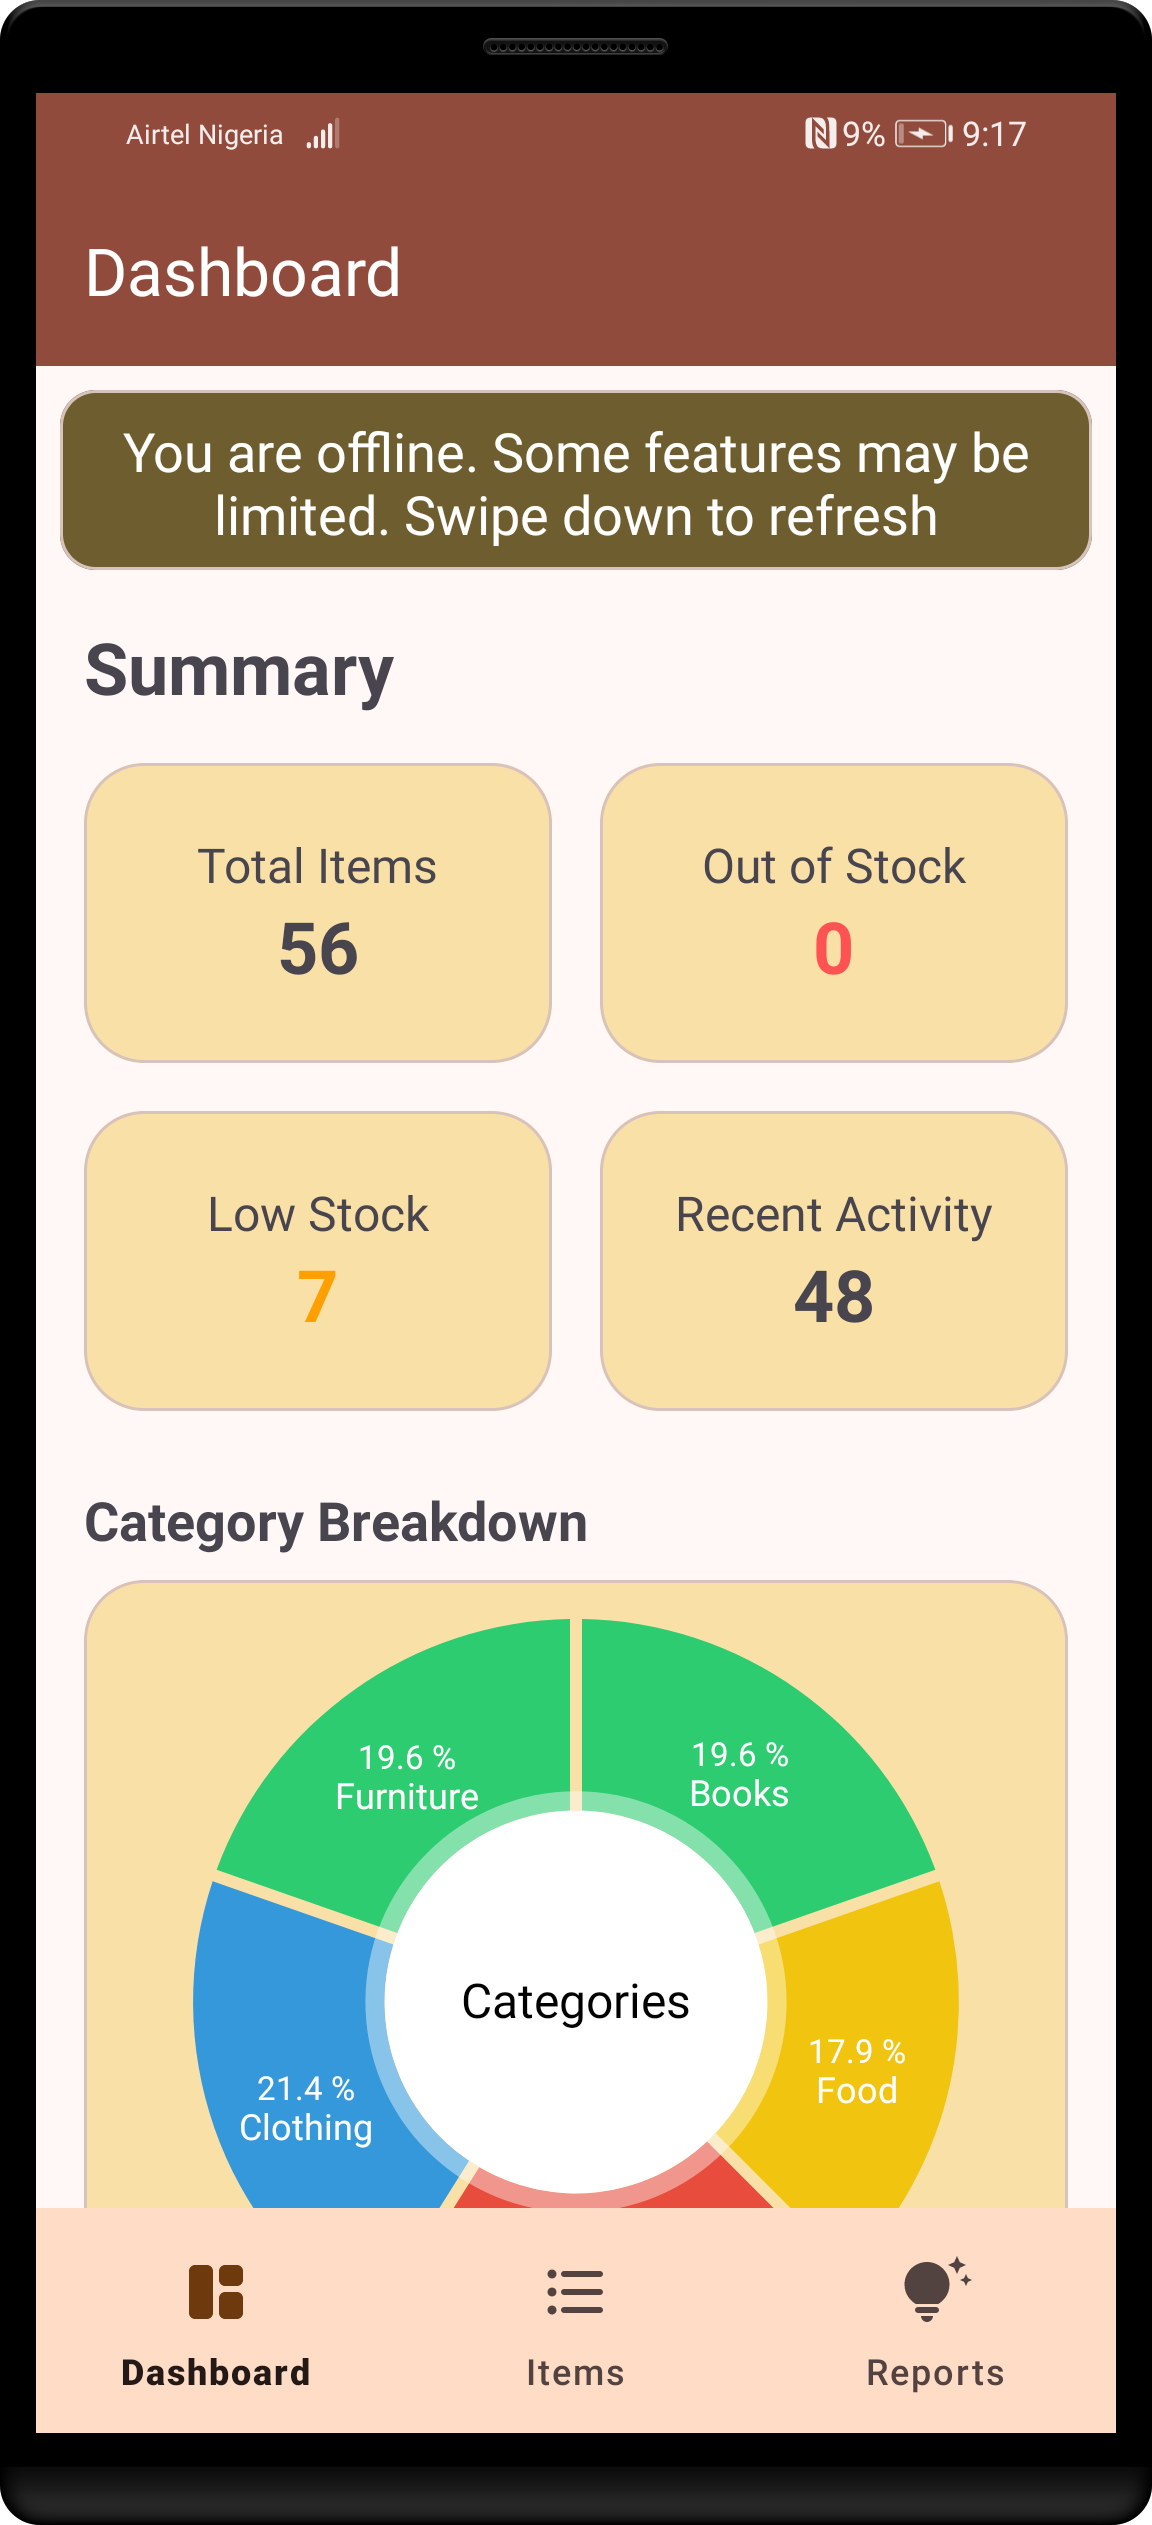 Airtel Nigeria
9% 9:17
Dashboard
You are offline. Some features may be
limited. Swipe down to refresh
Summary
Total Items
56
Out of Stock
0
Low Stock
7
Recent Activity
48
Category Breakdown
19.6 %
Furniture
19.6 %
Books
Categories
17.9 %
Food
21.4 %
Clothing
Dashboard
Items
Reports